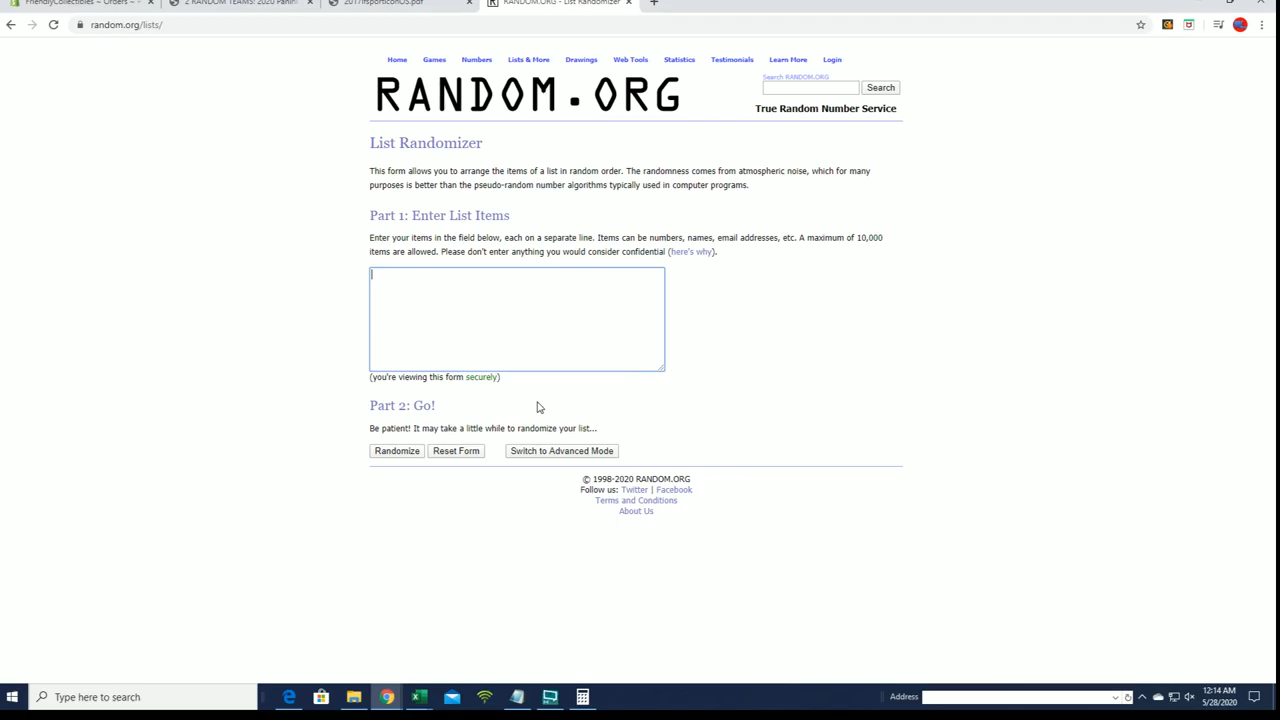 FriendlyCollectibles ~ Orders ~
2 RANDOM TEAMS: 2020 Panini
RANDOM.ORG - List Randomizer
random.org/lists/
Home Games Numbers Lists & More Drawings Web Tools Statistics Testimonials Learn More Login
RANDOM.ORG
Search RANDOM.ORG
Search
True Random Number Service
List Randomizer
This form allows you to arrange the items of a list in random order. The randomness comes from atmospheric noise, which for many
purposes is better than the pseudo-random number algorithms typically used in computer programs.
Part 1: Enter List Items
Enter your items in the field below, each on a separate line. Items can be numbers, names, email addresses, etc. A maximum of 10,000
items are allowed. Please don't enter anything you would consider confidential (here's why).
(you're viewing this form securely)
Part 2: Go!
Be patient! It may take a little while to randomize your list...
Randomize Reset Form Switch to Advanced Mode
© 1998-2020 RANDOM.ORG
Follow us: Twitter | Facebook
Terms and Conditions
About Us
Type here to search
Address
12:14 AM
5/28/2020